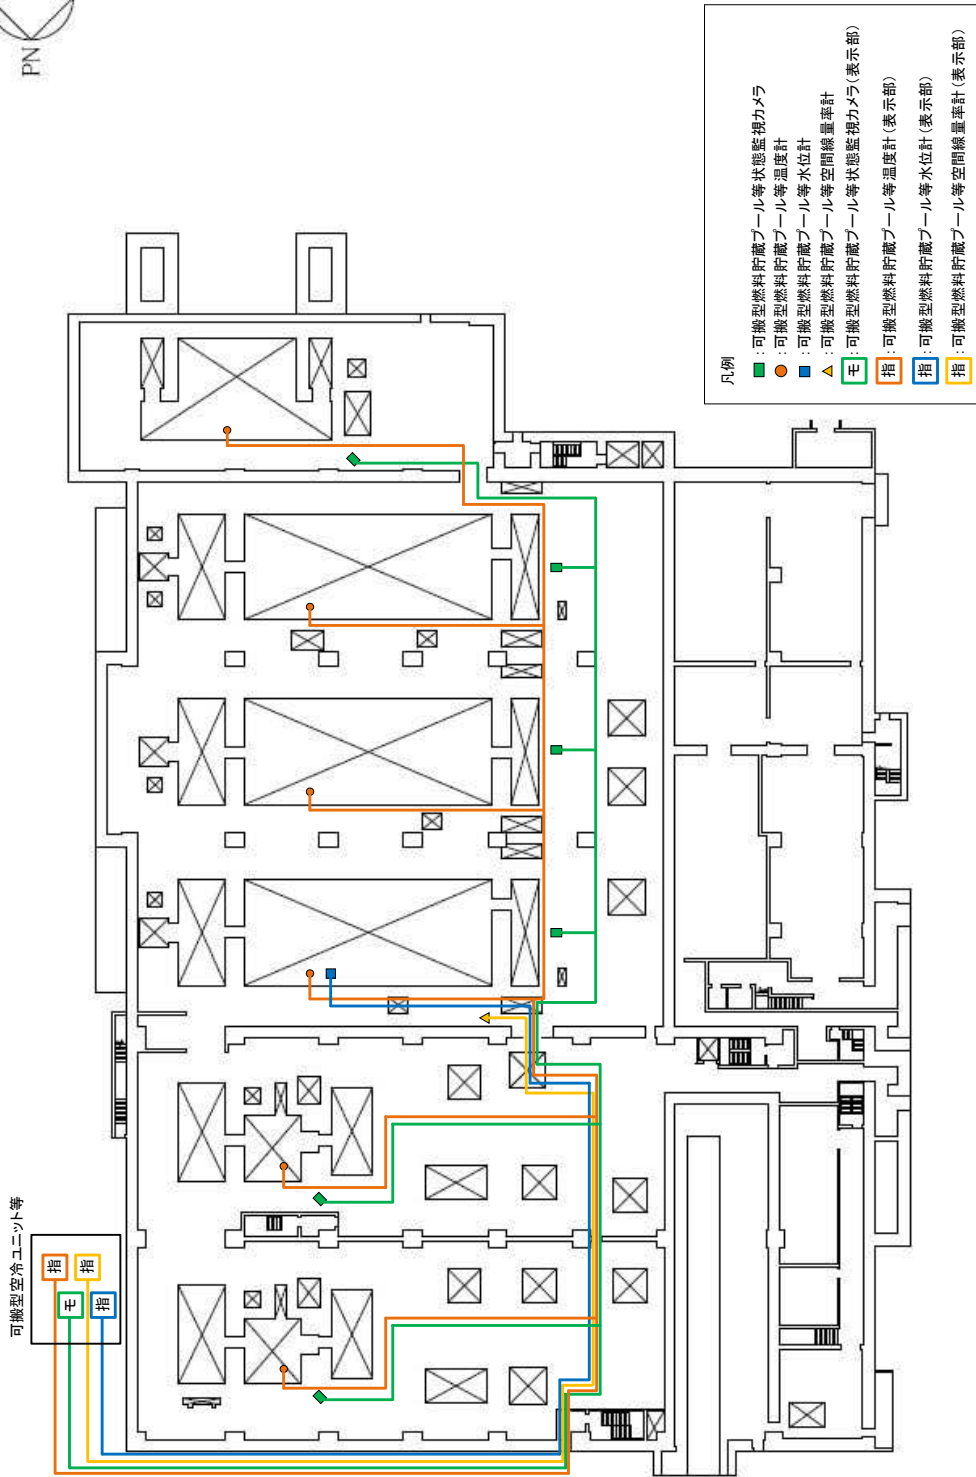 PN
凡例
：可搬型燃料貯蔵プール等状態監視カメラ
：可搬型燃料貯蔵プール等温度計
：可搬型燃料貯蔵プール等水位計
：可搬型燃料貯蔵プール等空間線量率計
モ：可搬型燃料貯蔵プール等状態監視カメラ(表示部)
指：可搬型燃料貯蔵プール等温度計(表示部)
指：可搬型燃料貯蔵プール等水位計(表示部)
指：可搬型燃料貯蔵プール等空間線量率計(表示部)
可搬型空冷ユニット等
指
モ
指
指